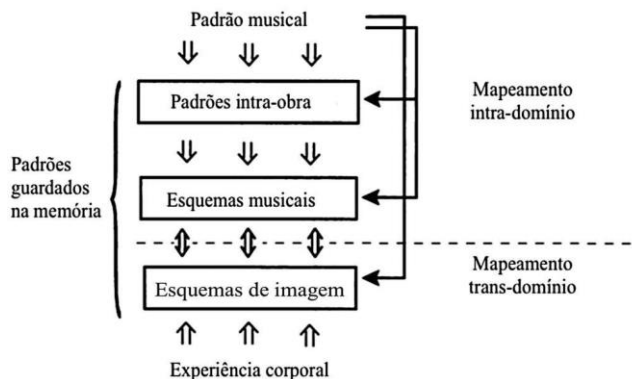 Padrão musical
Padrões intra-obra
Mapeamento
intra-domínio
Padrões
guardados
na memória
Esquemas musicais
Esquemas de imagem
Mapeamento
trans-domínio
Experiência corporal